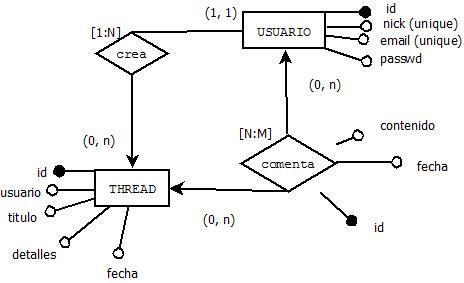 (1, 1)
id
nick (unique)
USUARIO
email (unique)
passwd
[1:N]
crea
(0, n)
(0, n)
[N:M]
contenido
comenta
fecha
id
THREAD
usuario
titulo
(0, n)
id
detalles
fecha